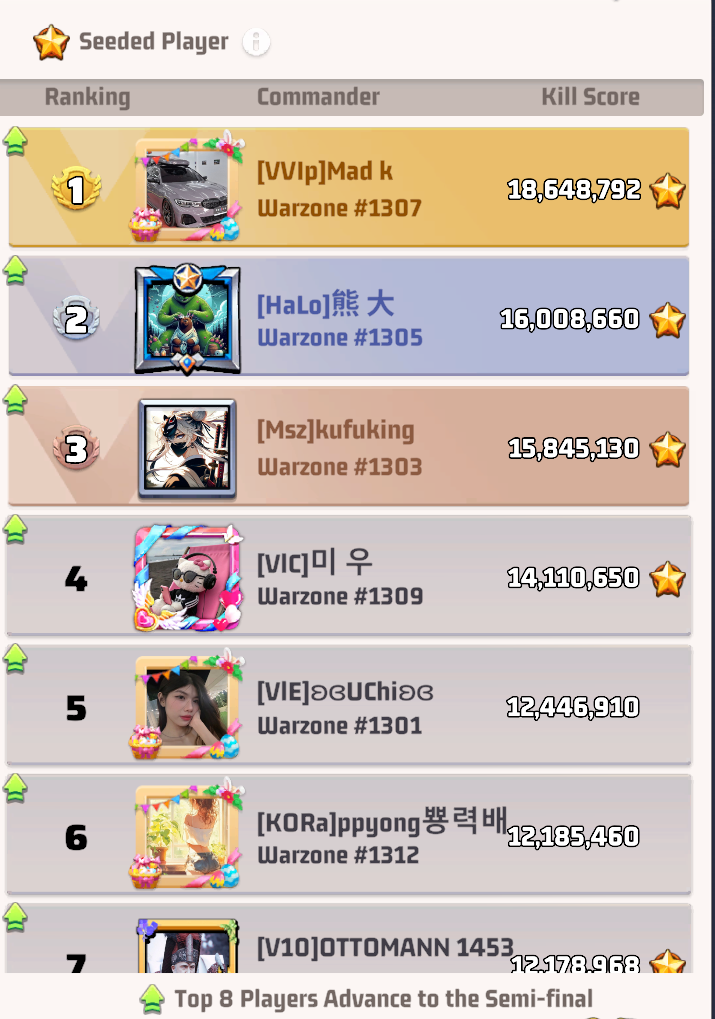 Seeded Player
Ranking Commander Kill Score
1 [VVIp]Mad k 18,648,792
Warzone #1307
2 [HaLo]熊 大 16,008,660
Warzone #1305
3 [Msz]kufuking 15,845,130
Warzone #1303
4 [VlC]미 우 14,110,650
Warzone #1309
5 [VlE]ʚɞUChiʚɞ 12,446,910
Warzone #1301
6 [KORa]ppyong뿅력배 12,185,460
Warzone #1312
7 [V10]OTTOMANN 1453 12,178,968
Top 8 Players Advance to the Semi-final